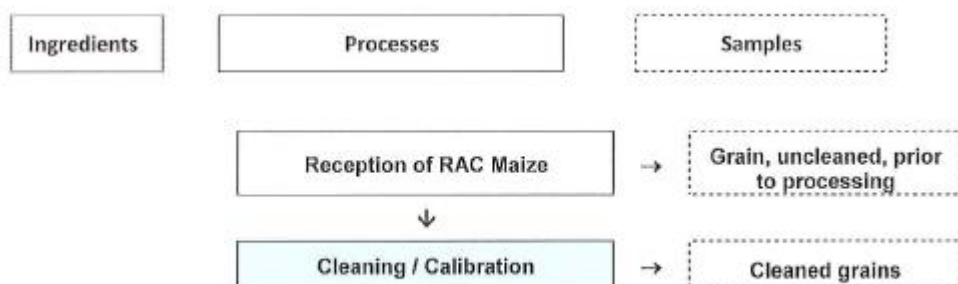 Ingredients
Processes
Samples
Reception of RAC Maize
→
Grain, uncleaned, prior
to processing
↓
Cleaning / Calibration
→
Cleaned grains